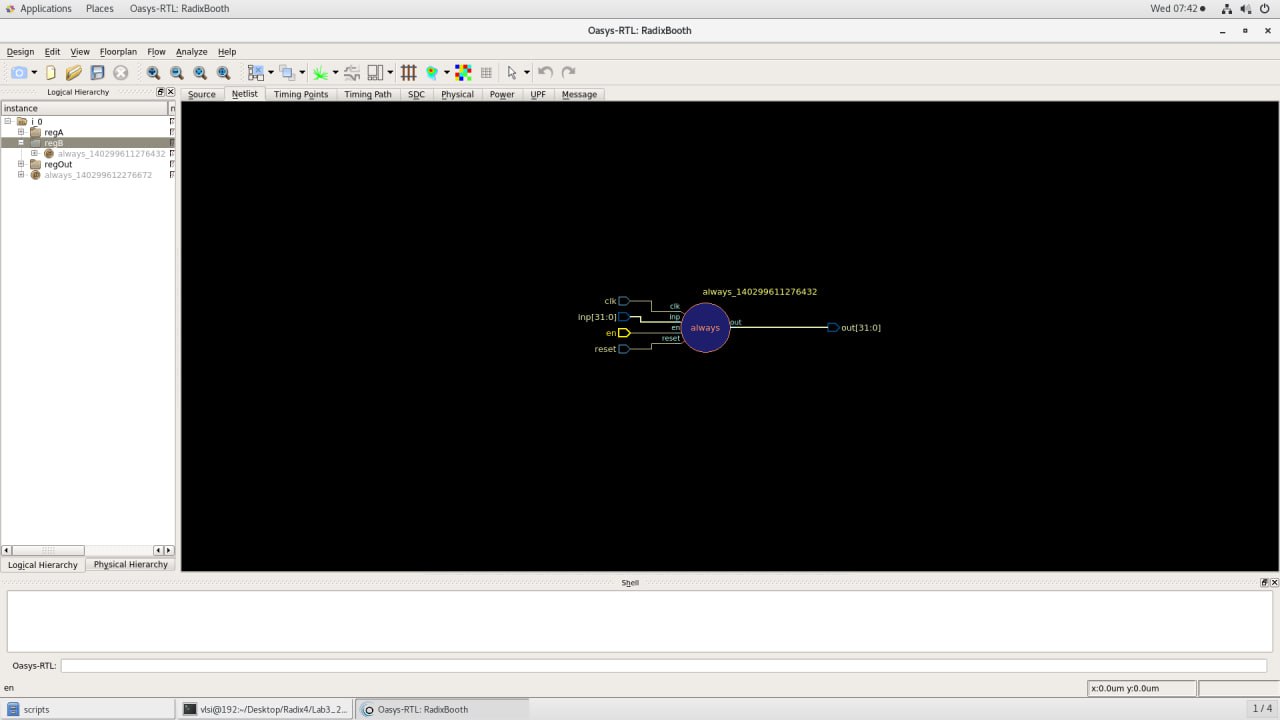 Applications Places Oasys-RTL: RadixBooth Wed 07:42
Oasys-RTL: RadixBooth
Design Edit View Floorplan Flow Analyze Help
Logical Hierarchy
Source Netlist Timing Points Timing Path SDC Physical Power UPF Message
instance
i_0
regA
regB
always_140299611276432
regOut
always_140299612276672
always_140299611276432
clk
clk
inp[31:0]
inp
en
en
reset
reset
always
out
out[31:0]
Logical Hierarchy Physical Hierarchy
Shell
Oasys-RTL:
en
x:0.0um y:0.0um
scripts
vlsi@192:~/Desktop/Radix4/Lab3_2...
Oasys-RTL: RadixBooth
1 / 4